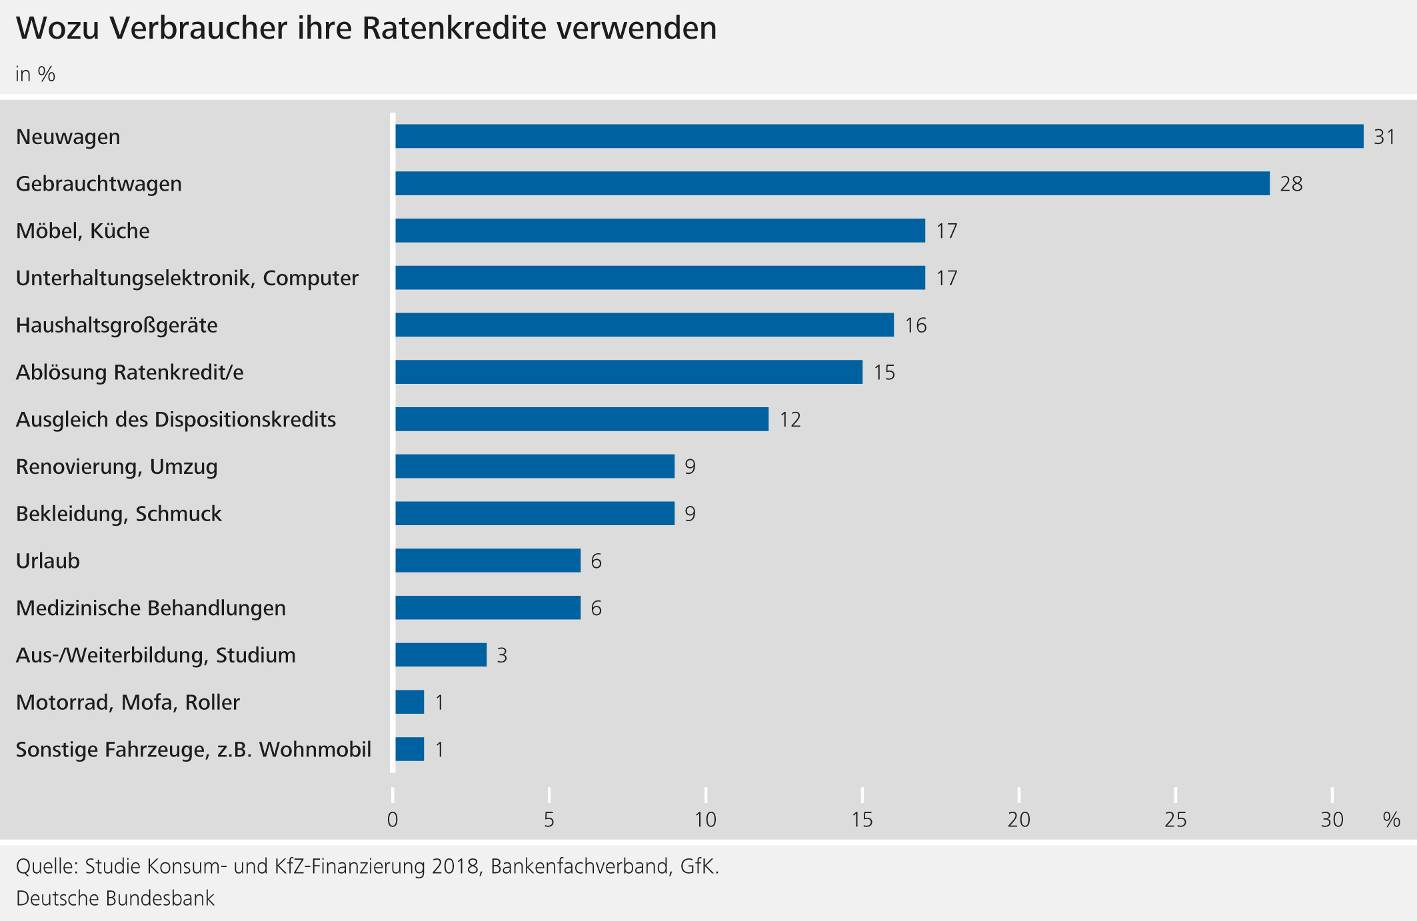 Wozu Verbraucher ihre Ratenkredite verwenden
in %
Neuwagen 31
Gebrauchtwagen 28
Möbel, Küche 17
Unterhaltungselektronik, Computer 17
Haushaltsgroßgeräte 16
Ablösung Ratenkredit/e 15
Ausgleich des Dispositionskredits 12
Renovierung, Umzug 9
Bekleidung, Schmuck 9
Urlaub 6
Medizinische Behandlungen 6
Aus-/Weiterbildung, Studium 3
Motorrad, Mofa, Roller 1
Sonstige Fahrzeuge, z.B. Wohnmobil 1
0 5 10 15 20 25 30 %
Quelle: Studie Konsum- und KfZ-Finanzierung 2018, Bankenfachverband, GfK.
Deutsche Bundesbank